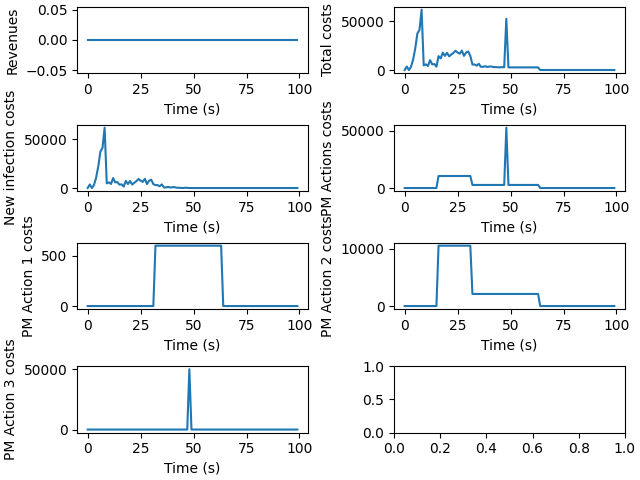 Revenues
0.05
0.00
−0.05
0 25 50 75 100
Time (s)
Total costs
50000
0
0 25 50 75 100
Time (s)
New infection costs
50000
0
0 25 50 75 100
Time (s)
PM Actions costs
50000
0
0 25 50 75 100
Time (s)
PM Action 1 costs
500
0
0 25 50 75 100
Time (s)
PM Action 2 costs
10000
0
0 25 50 75 100
Time (s)
PM Action 3 costs
50000
0
0 25 50 75 100
Time (s)
1.0
0.5
0.0
0.0 0.2 0.4 0.6 0.8 1.0